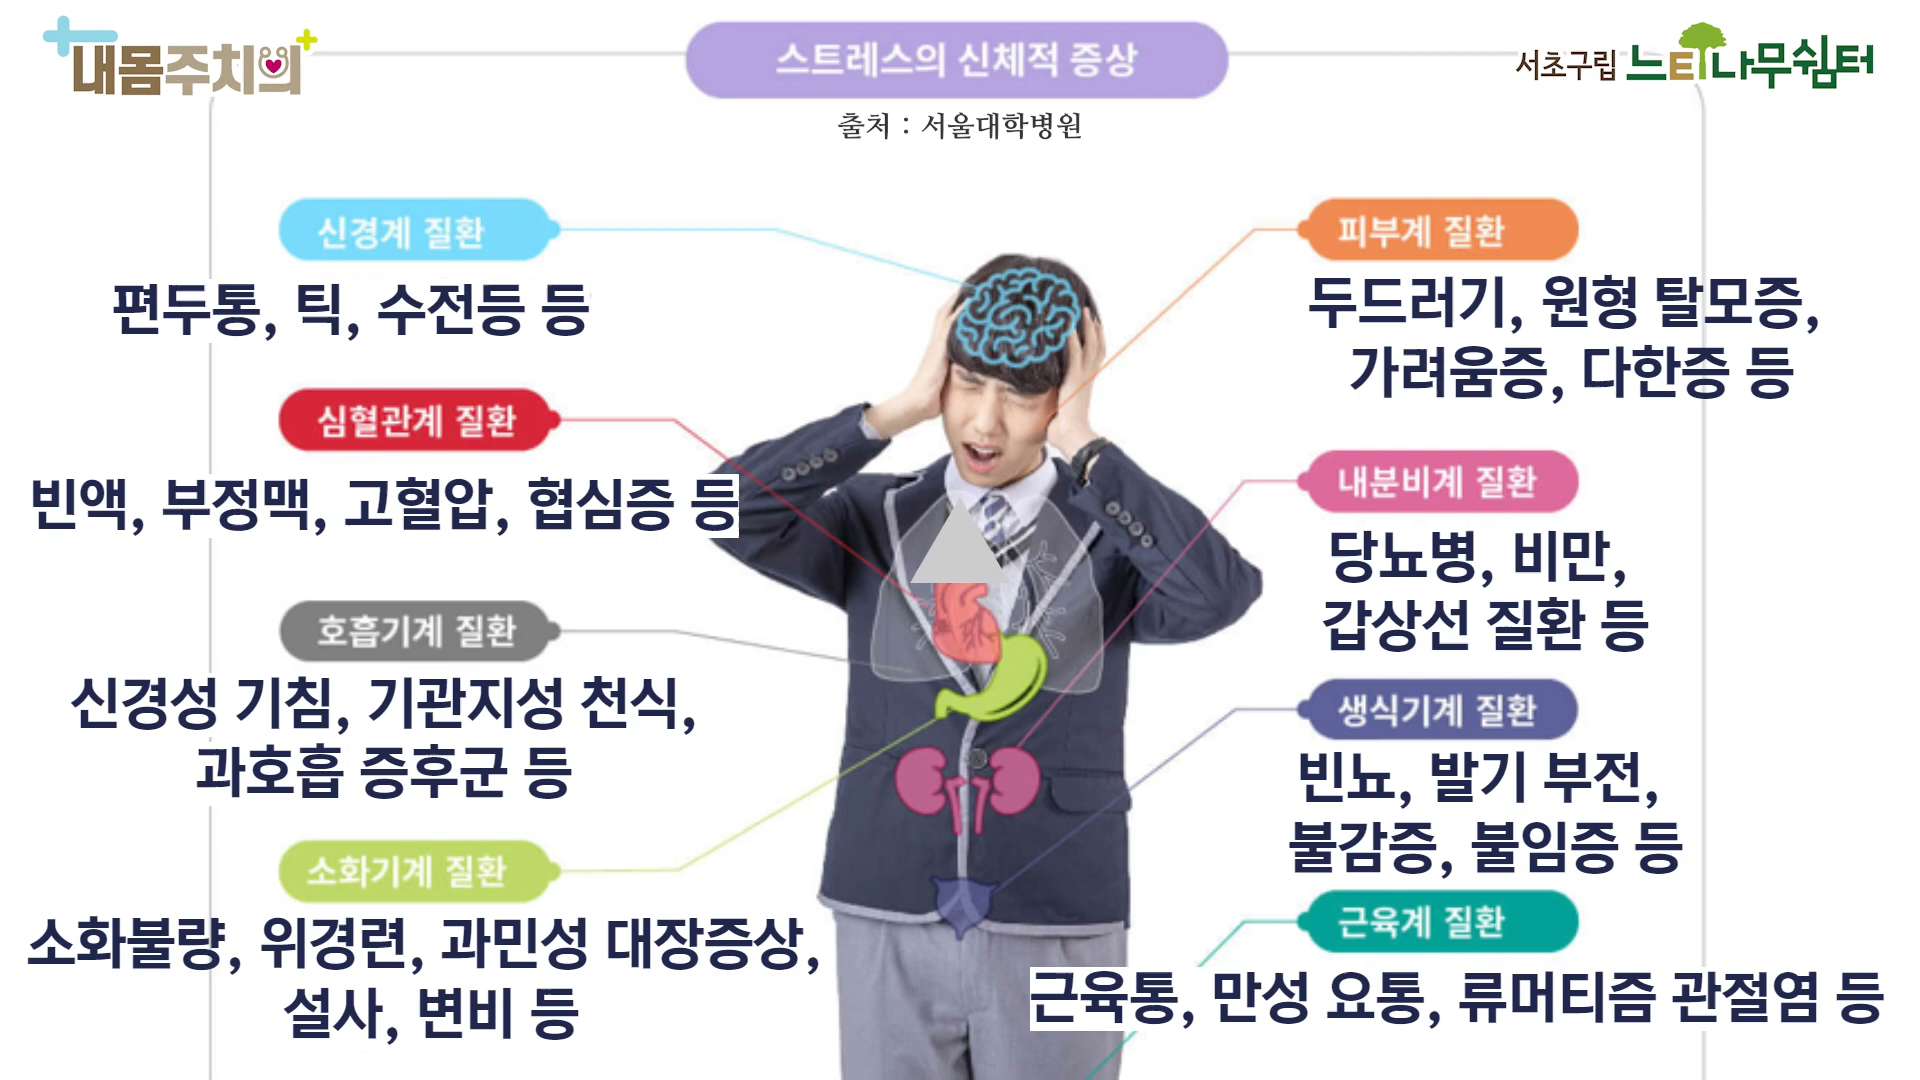 내몸주치의
스트레스의 신체적 증상
서초구립 느티나무쉼터
출처 : 서울대학병원
신경계 질환
편두통, 틱, 수전등 등
심혈관계 질환
빈액, 부정맥, 고혈압, 협심증 등
호흡기계 질환
신경성 기침, 기관지성 천식,
과호흡 증후군 등
소화기계 질환
소화불량, 위경련, 과민성 대장증상,
설사, 변비 등
피부계 질환
두드러기, 원형 탈모증,
가려움증, 다한증 등
내분비계 질환
당뇨병, 비만,
갑상선 질환 등
생식기계 질환
빈뇨, 발기 부전,
불감증, 불임증 등
근육계 질환
근육통, 만성 요통, 류머티즘 관절염 등